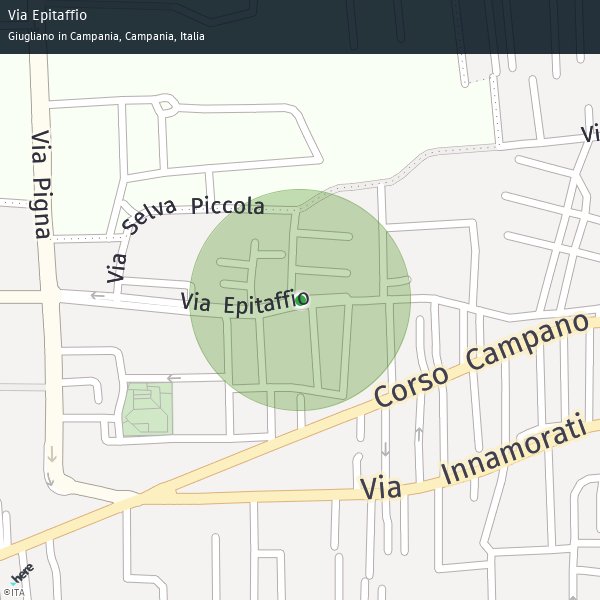 Via Epitaffio
Giugliano in Campania, Campania, Italia
Vi
Via Pigna
Via Selva Piccola
Via Epitaffio
Corso Campano
Via Innamorati
here
©ITA